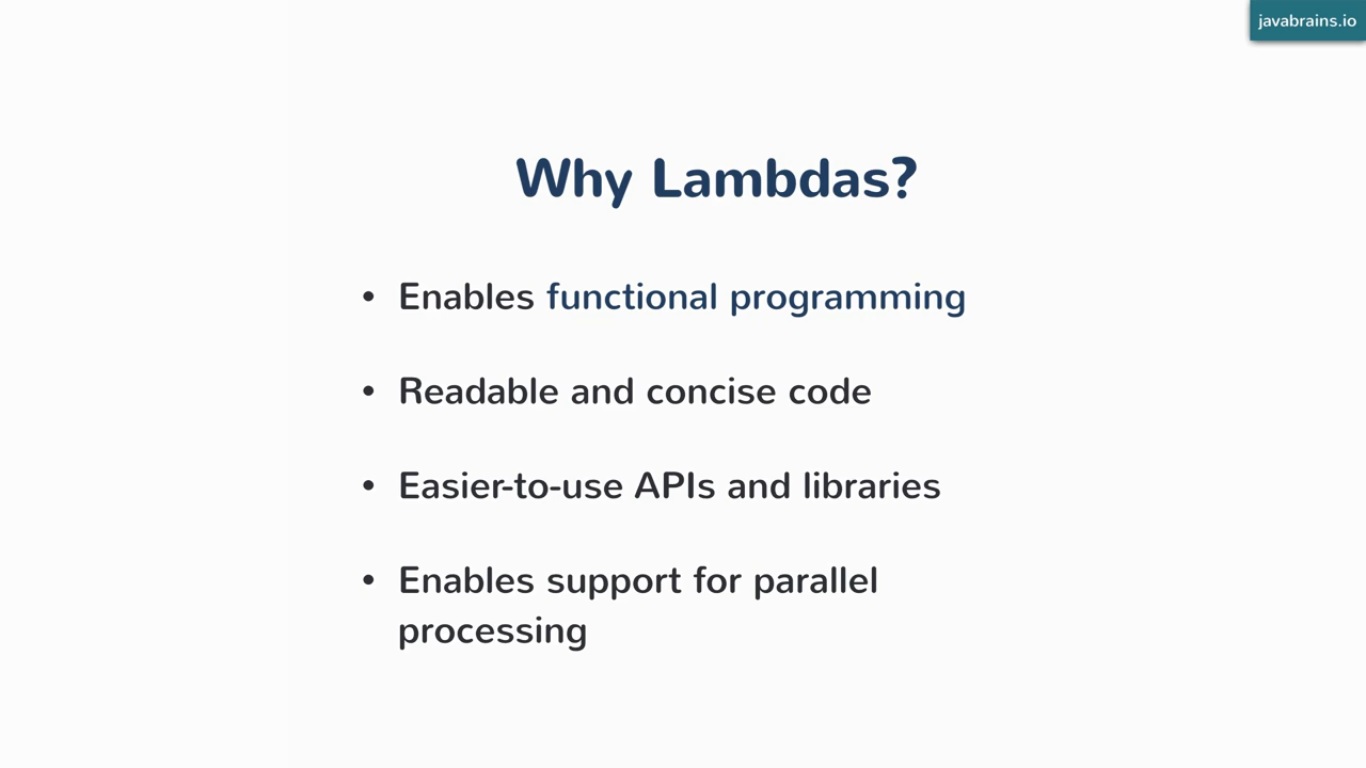 javabrains.io
Why Lambdas?
• Enables functional programming
• Readable and concise code
• Easier-to-use APIs and libraries
• Enables support for parallel
processing